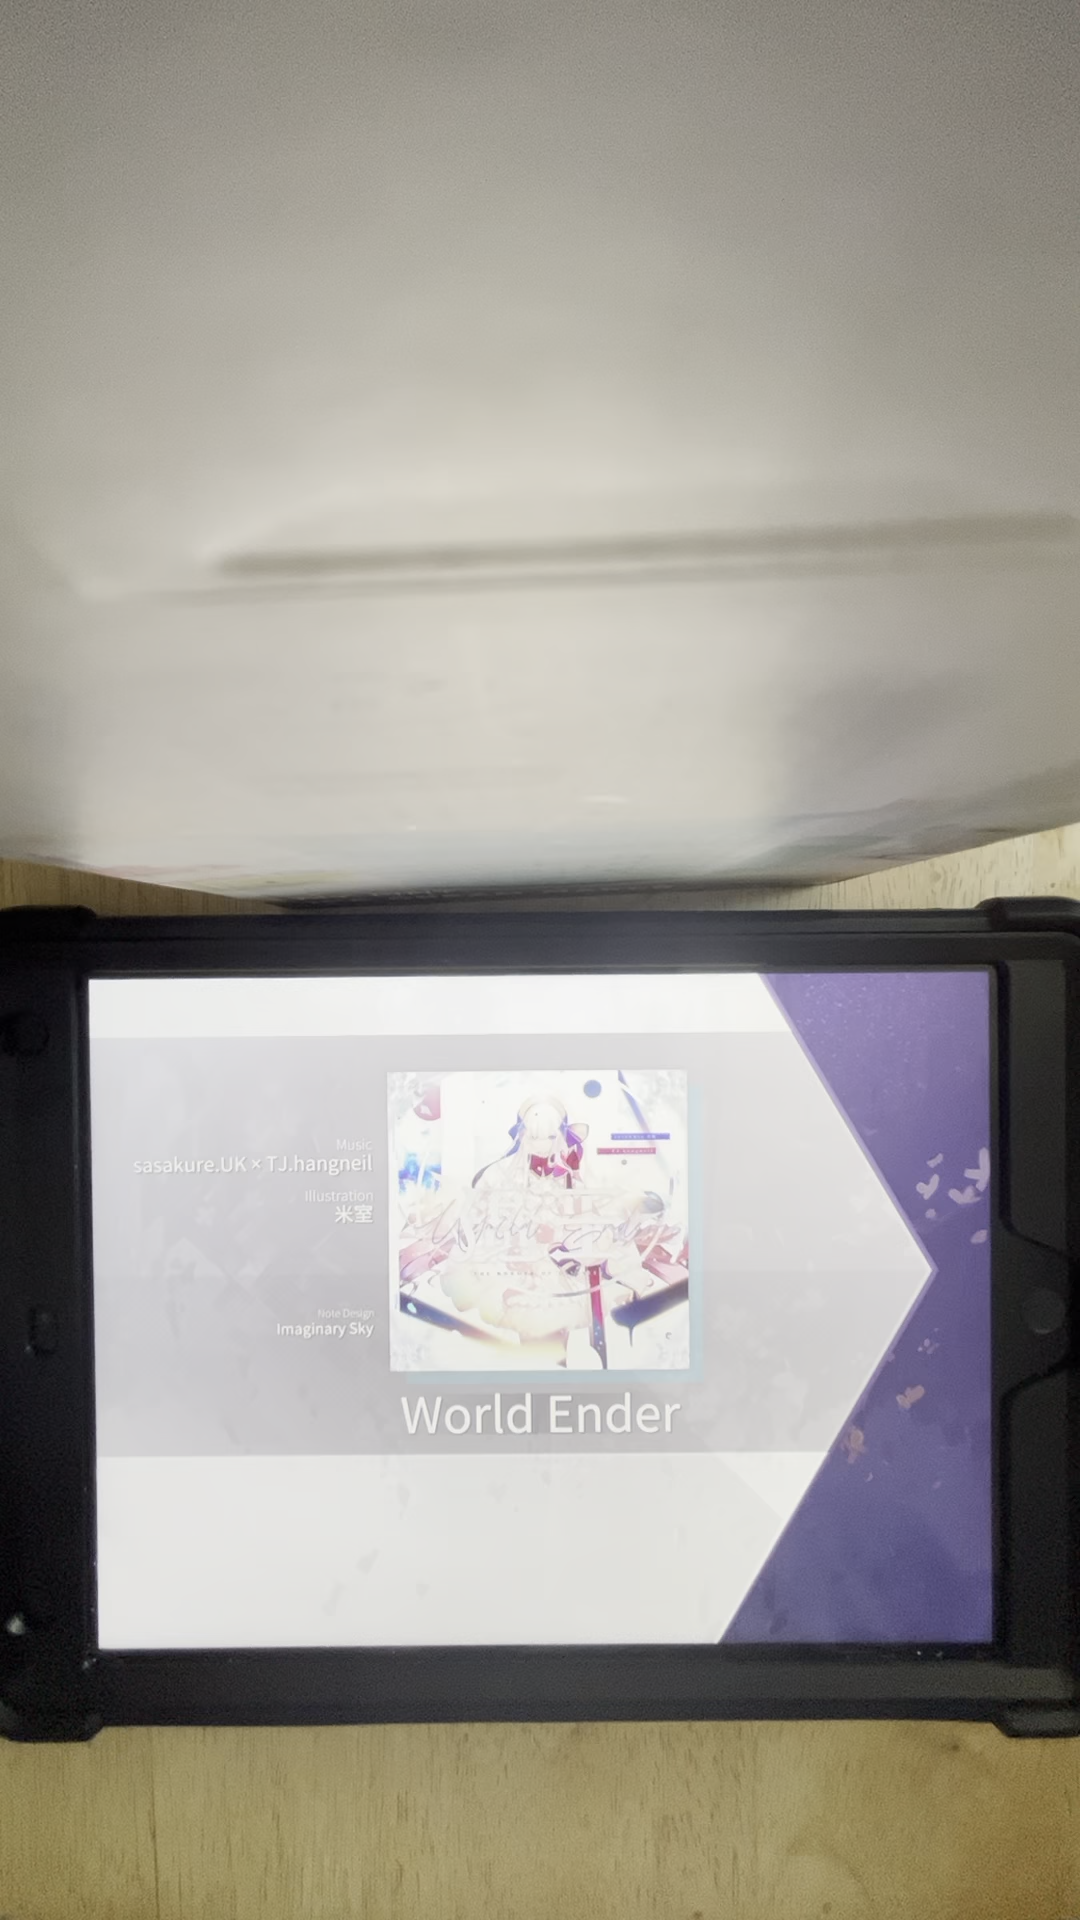 Music
sasakure.UK × TJ.hangneil
Illustration
米室
Note Design
Imaginary Sky
World Ender